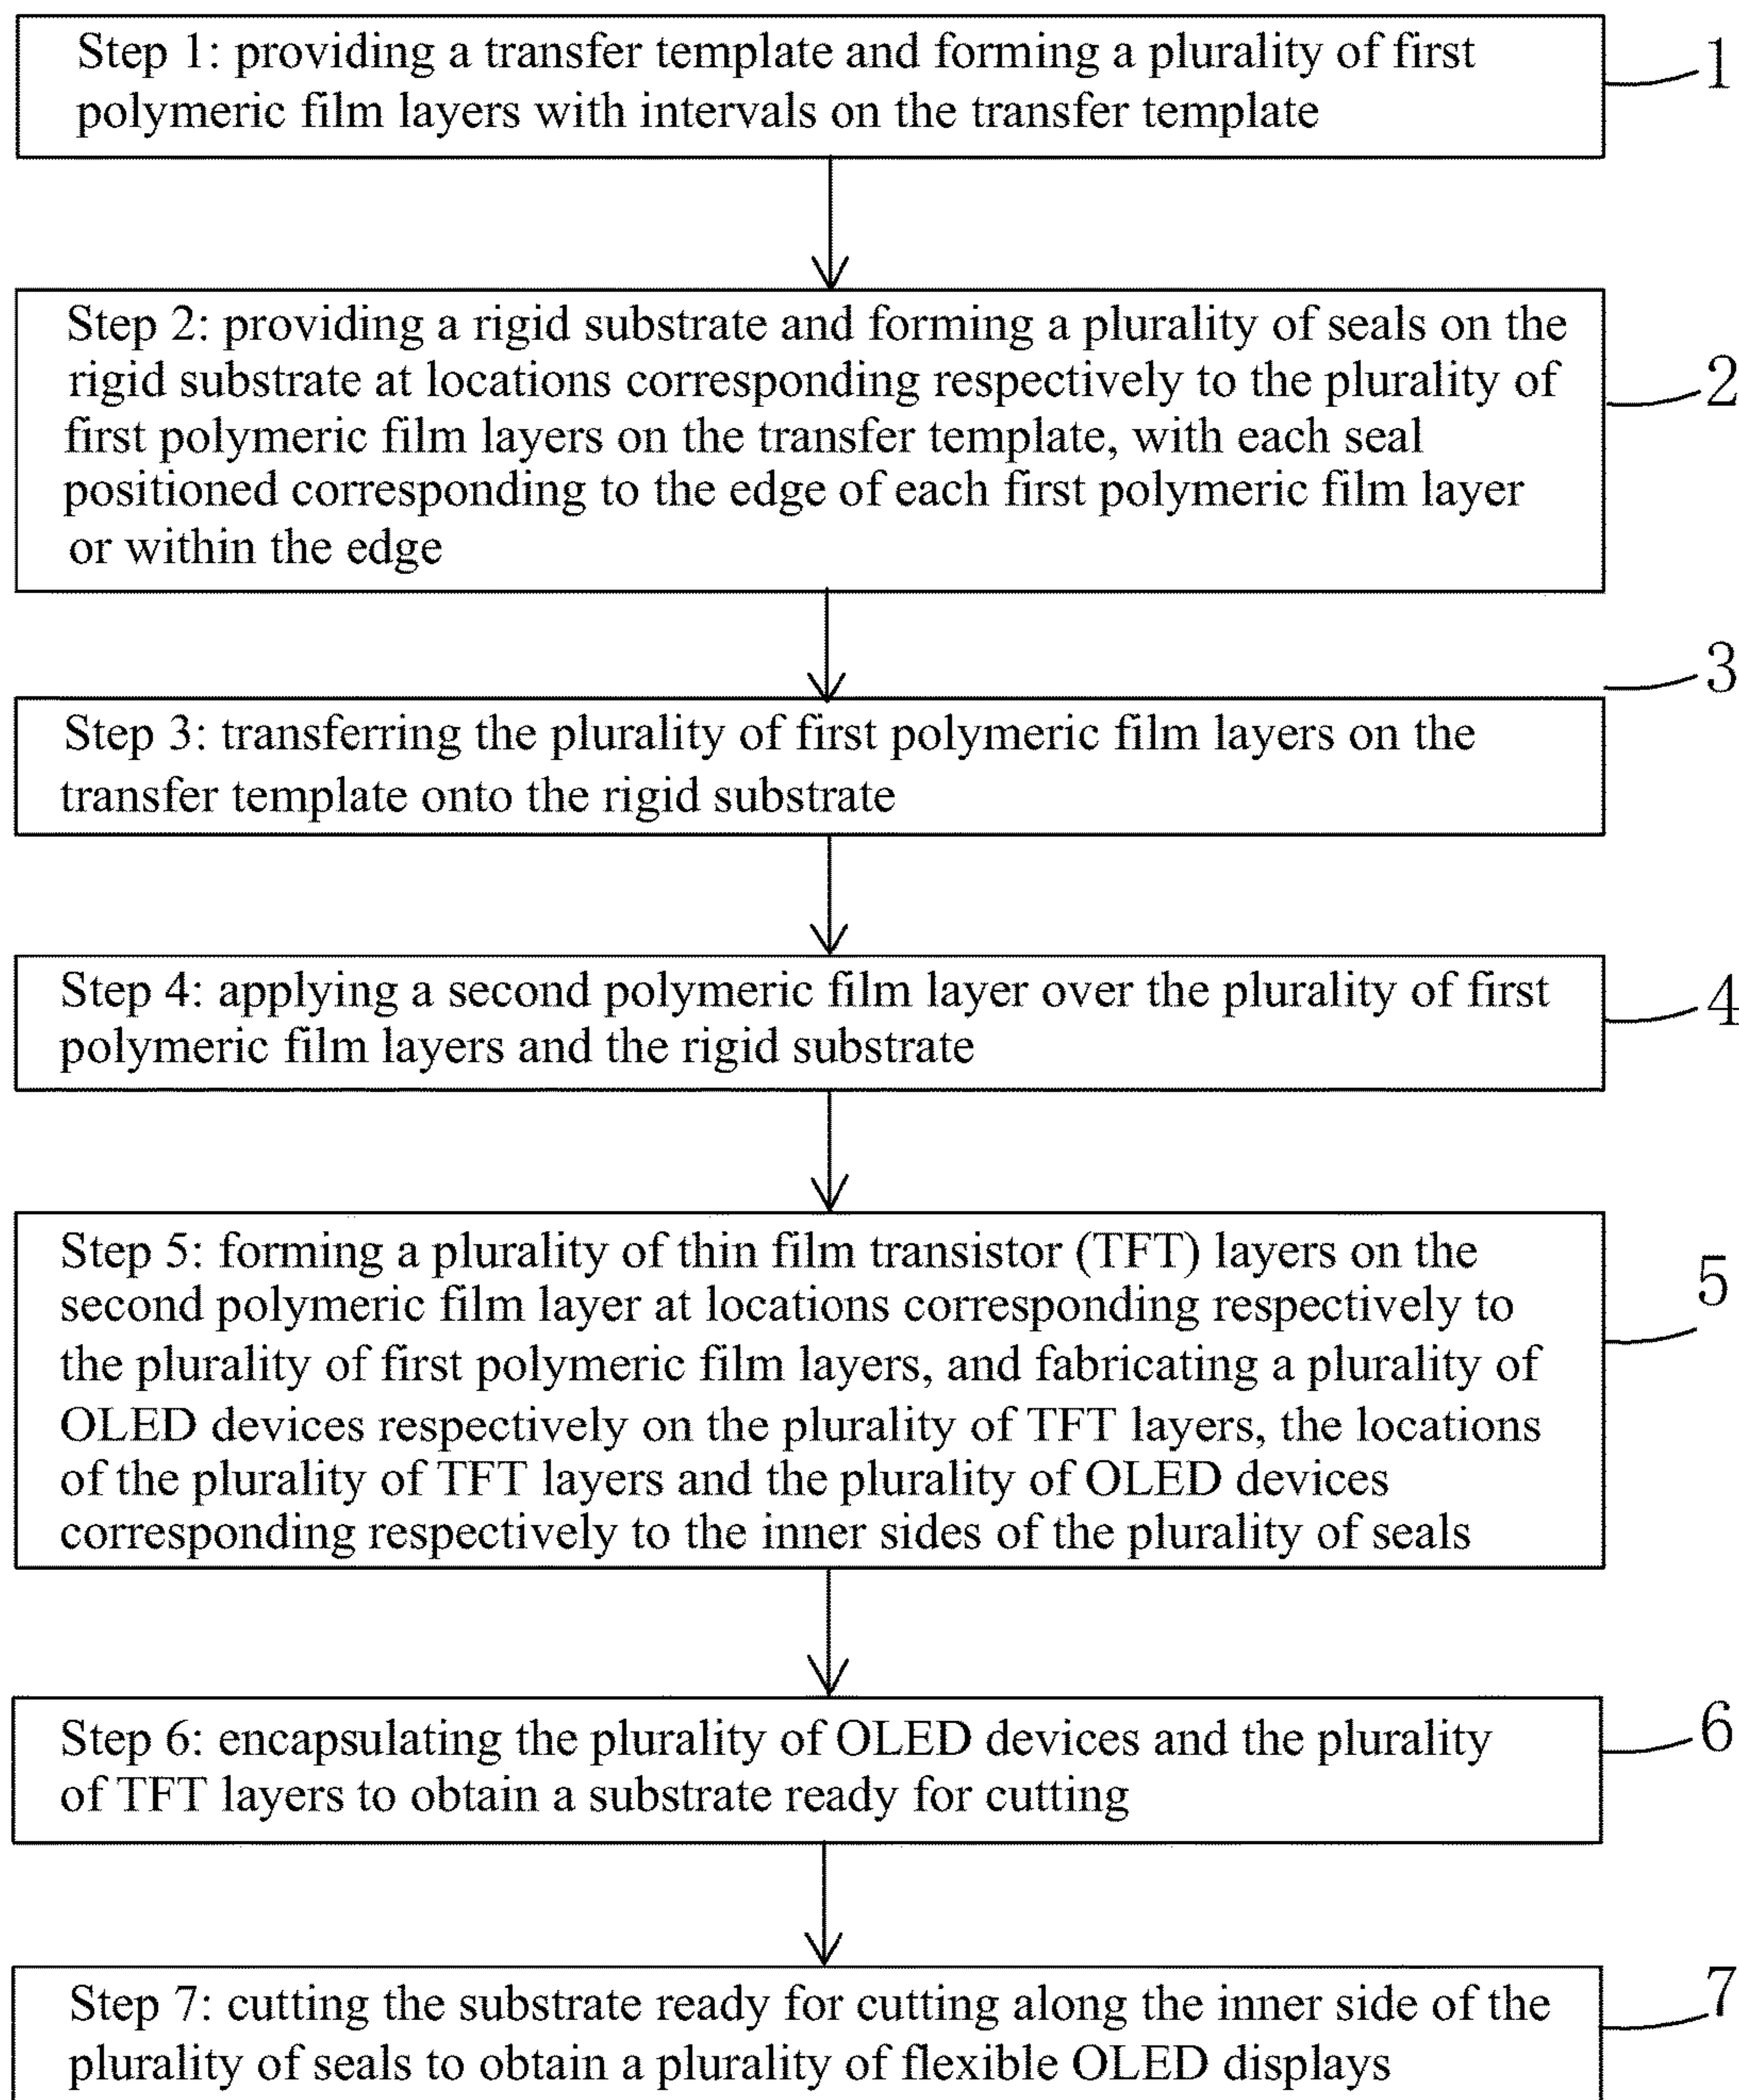 Step 1: providing a transfer template and forming a plurality of first
polymeric film layers with intervals on the transfer template
1
Step 2: providing a rigid substrate and forming a plurality of seals on the
rigid substrate at locations corresponding respectively to the plurality of
first polymeric film layers on the transfer template, with each seal
positioned corresponding to the edge of each first polymeric film layer
or within the edge
2
3
Step 3: transferring the plurality of first polymeric film layers on the
transfer template onto the rigid substrate
Step 4: applying a second polymeric film layer over the plurality of first
polymeric film layers and the rigid substrate
4
Step 5: forming a plurality of thin film transistor (TFT) layers on the
second polymeric film layer at locations corresponding respectively to
the plurality of first polymeric film layers, and fabricating a plurality of
OLED devices respectively on the plurality of TFT layers, the locations
of the plurality of TFT layers and the plurality of OLED devices
corresponding respectively to the inner sides of the plurality of seals
5
Step 6: encapsulating the plurality of OLED devices and the plurality
of TFT layers to obtain a substrate ready for cutting
6
Step 7: cutting the substrate ready for cutting along the inner side of the
plurality of seals to obtain a plurality of flexible OLED displays
7